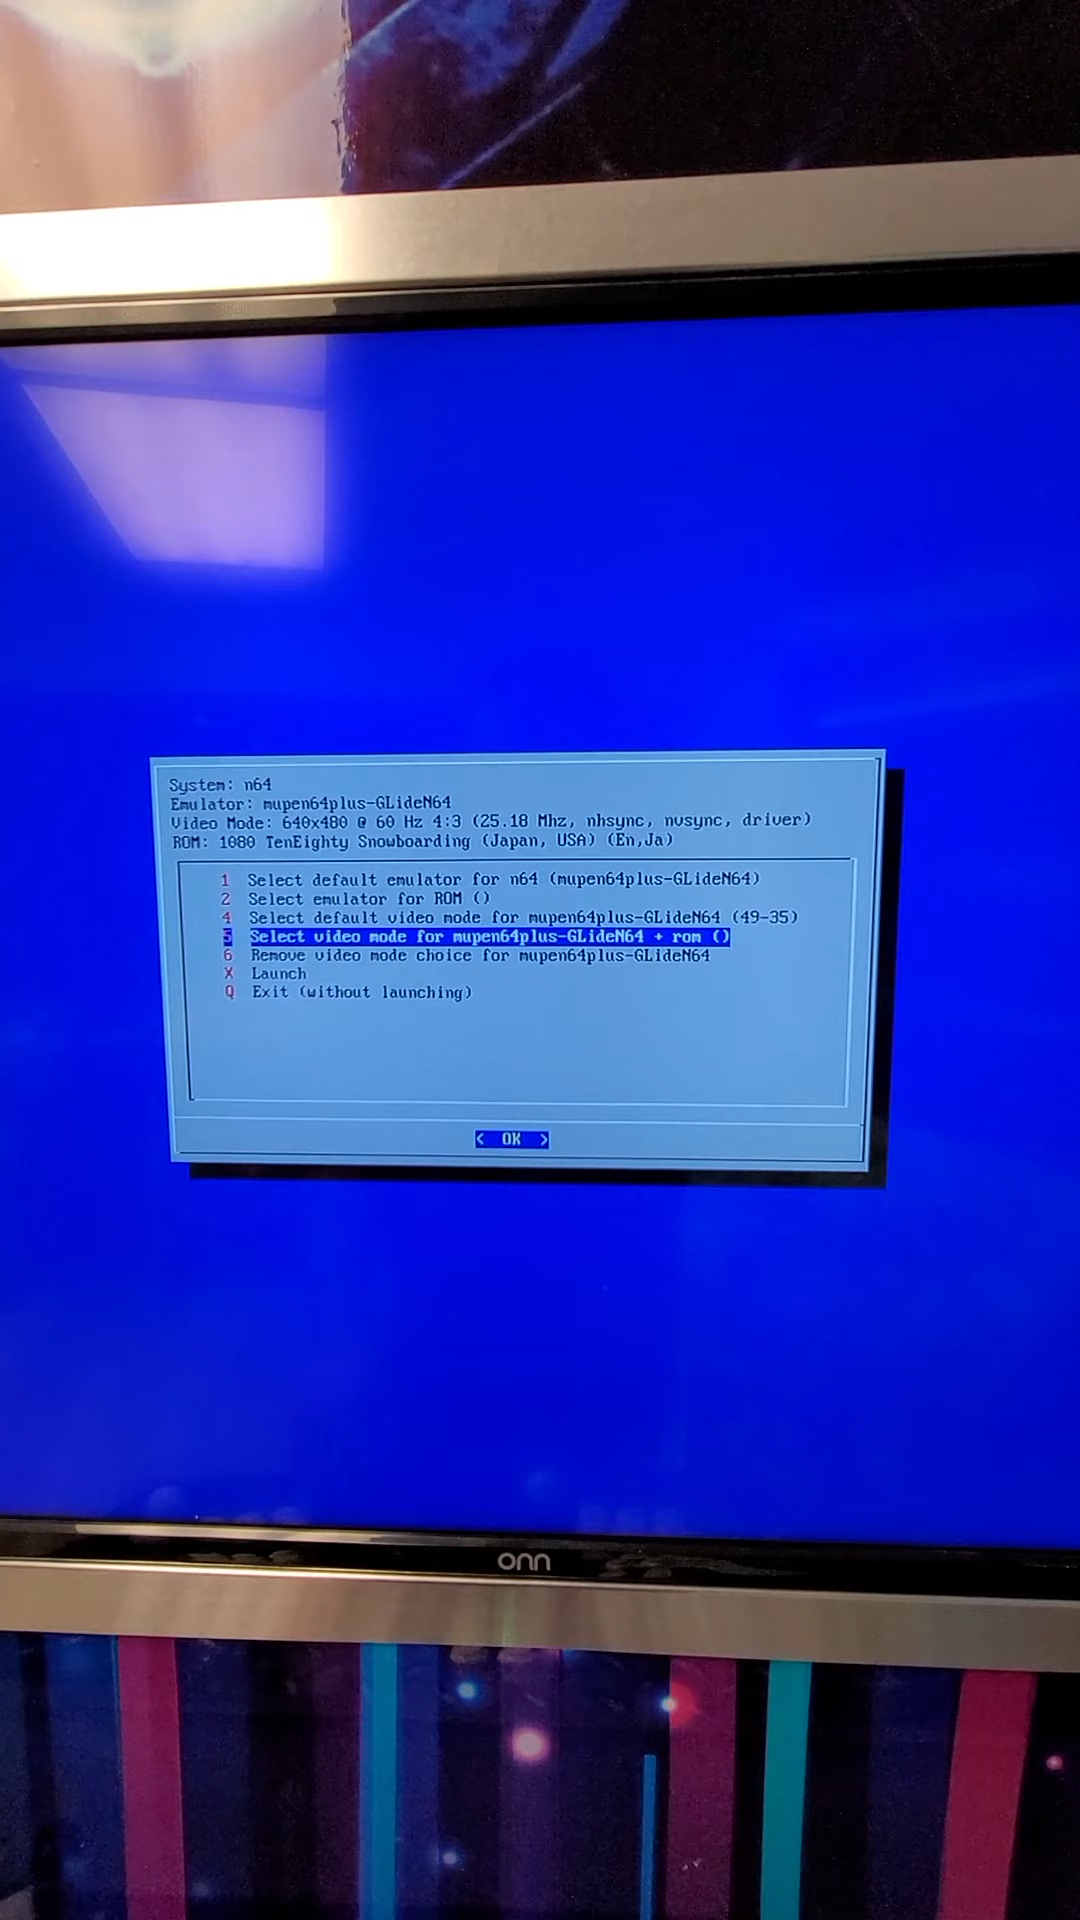 System: n64
Emulator: mupen64plus-GLideN64
Video Mode: 640x480 @ 60 Hz 4:3 (25.18 Mhz, nhsync, nvsync, driver)
ROM: 1080 TenEighty Snowboarding (Japan, USA) (En,Ja)
1 Select default emulator for n64 (mupen64plus-GLideN64)
2 Select emulator for ROM ()
4 Select default video mode for mupen64plus-GLideN64 (49-35)
5 Select video mode for mupen64plus-GLideN64 + rom ()
6 Remove video mode choice for mupen64plus-GLideN64
X Launch
Q Exit (without launching)
< OK >
onn